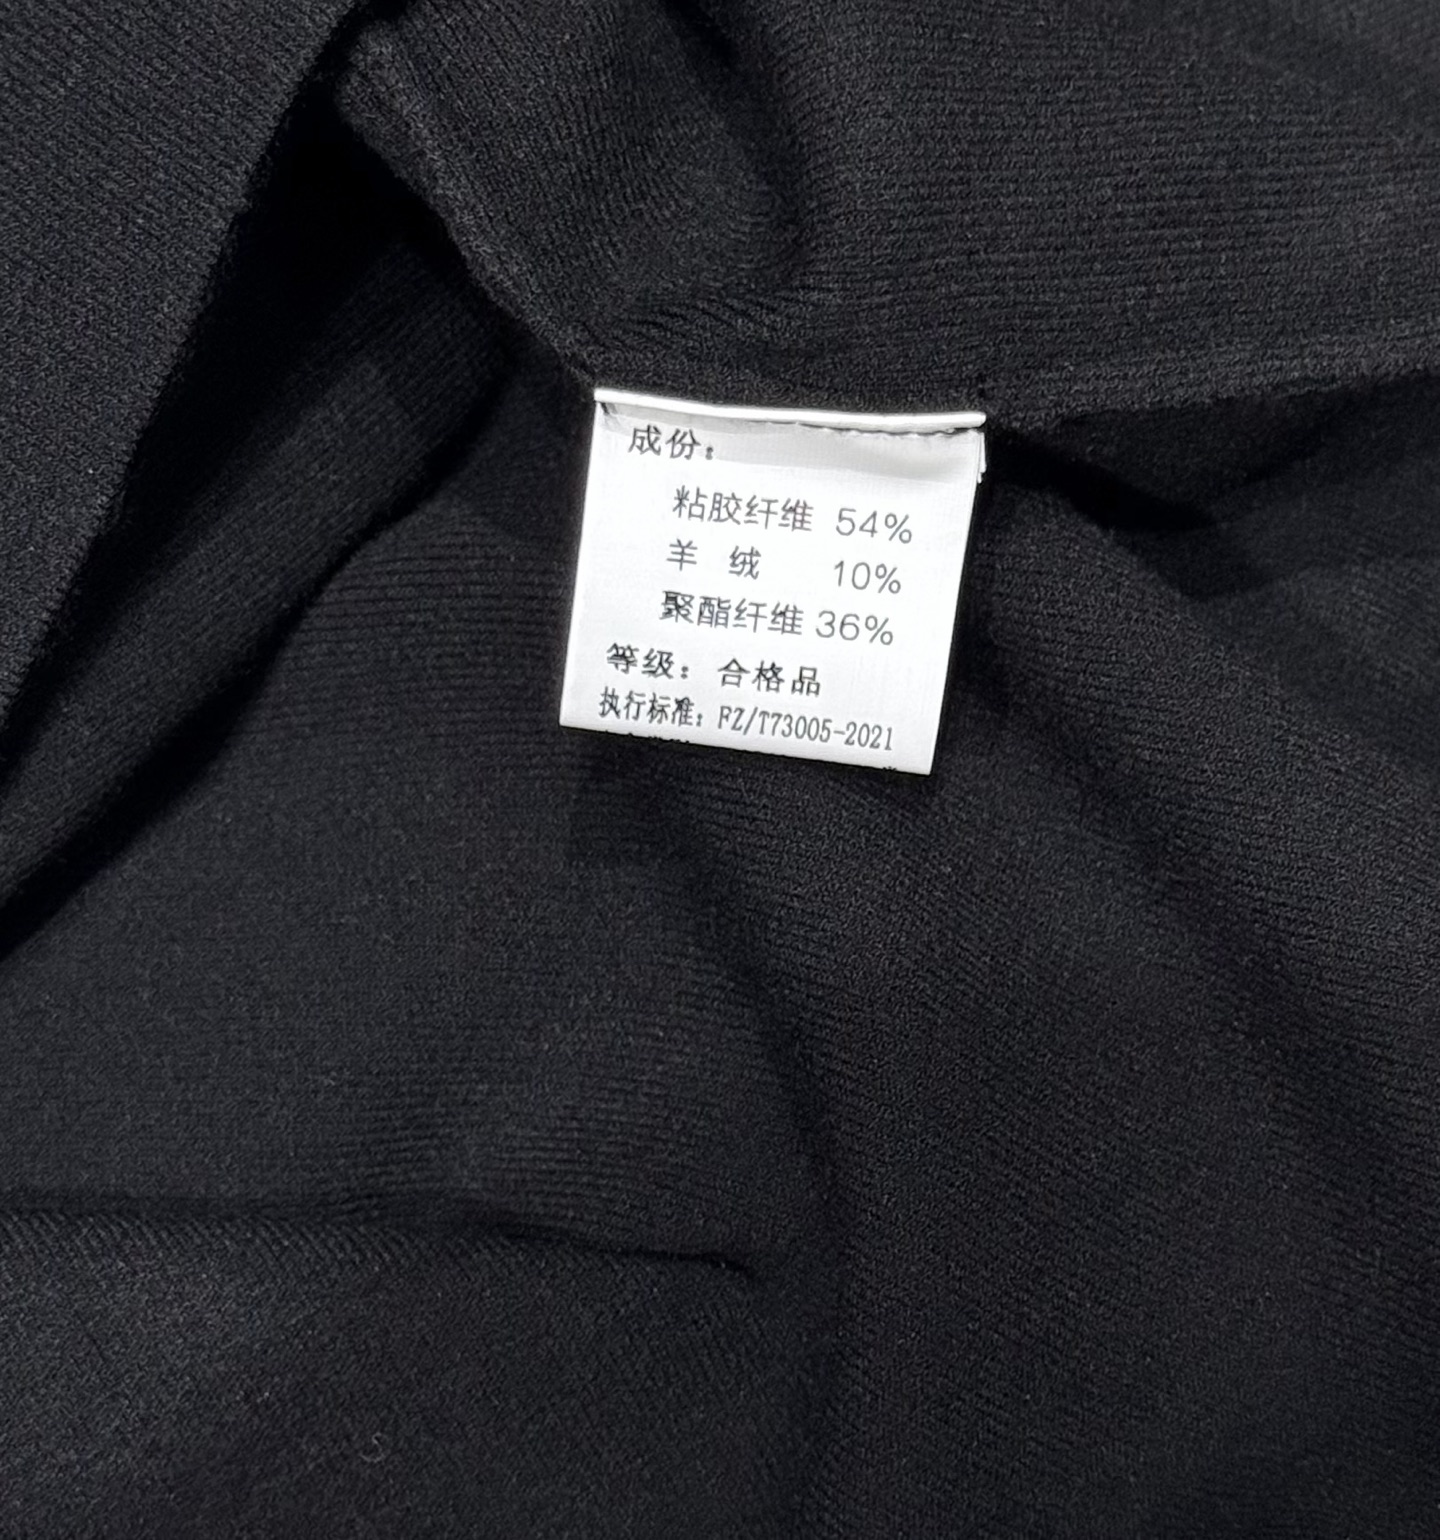 成份：
粘胶纤维 54%
羊 绒 10%
聚酯纤维 36%
等级：合格品
执行标准：FZ/T73005-2021